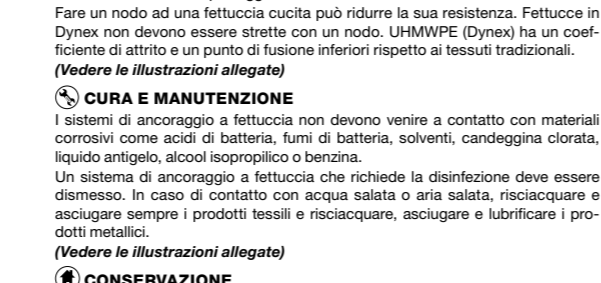 Fare un nodo ad una fettuccia cucita può ridurre la sua resistenza. Fettucce in
Dynex non devono essere strette con un nodo. UHMWPE (Dynex) ha un coef-
ficiente di attrito e un punto di fusione inferiori rispetto ai tessuti tradizionali.
(Vedere le illustrazioni allegate)
CURA E MANUTENZIONE
I sistemi di ancoraggio a fettuccia non devono venire a contatto con materiali
corrosivi come acidi di batteria, fumi di batteria, solventi, candeggina clorata,
liquido antigelo, alcool isopropilico o benzina.
Un sistema di ancoraggio a fettuccia che richiede la disinfezione deve essere
dismesso. In caso di contatto con acqua salata o aria salata, risciacquare e
asciugare sempre i prodotti tessili e risciacquare, asciugare e lubrificare i pro-
dotti metallici.
(Vedere le illustrazioni allegate)
CONSERVAZIONE